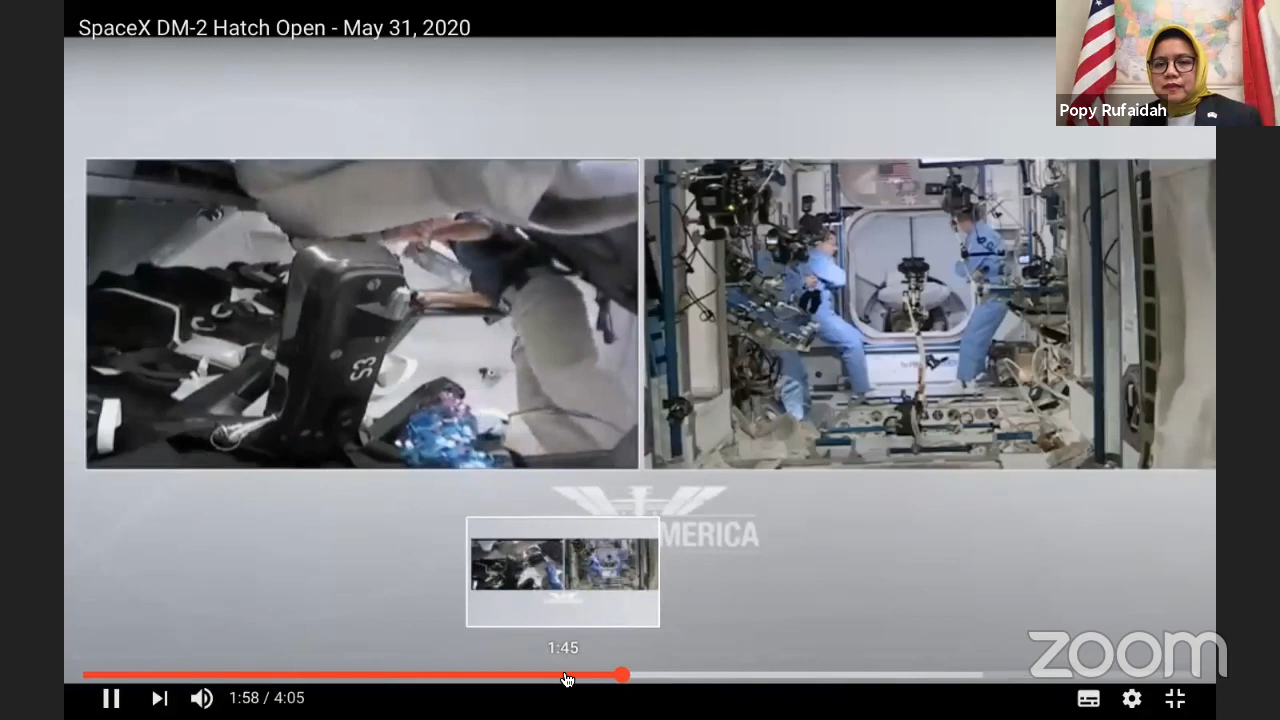 SpaceX DM-2 Hatch Open - May 31, 2020
Popy Rufaidah
S3
MERICA
1:45
zoom
1:58 / 4:05